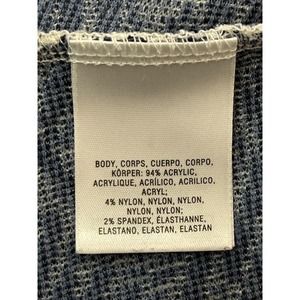 BODY, CORPS, CUERPO, CORPO,
KÖRPER: 94% ACRYLIC,
ACRYLIQUE, ACRÍLICO, ACRILICO,
ACRYL;
4% NYLON, NYLON, NYLON,
NYLON, NYLON;
2% SPANDEX, ÉLASTHANNE,
ELASTANO, ELASTAN, ELASTAN